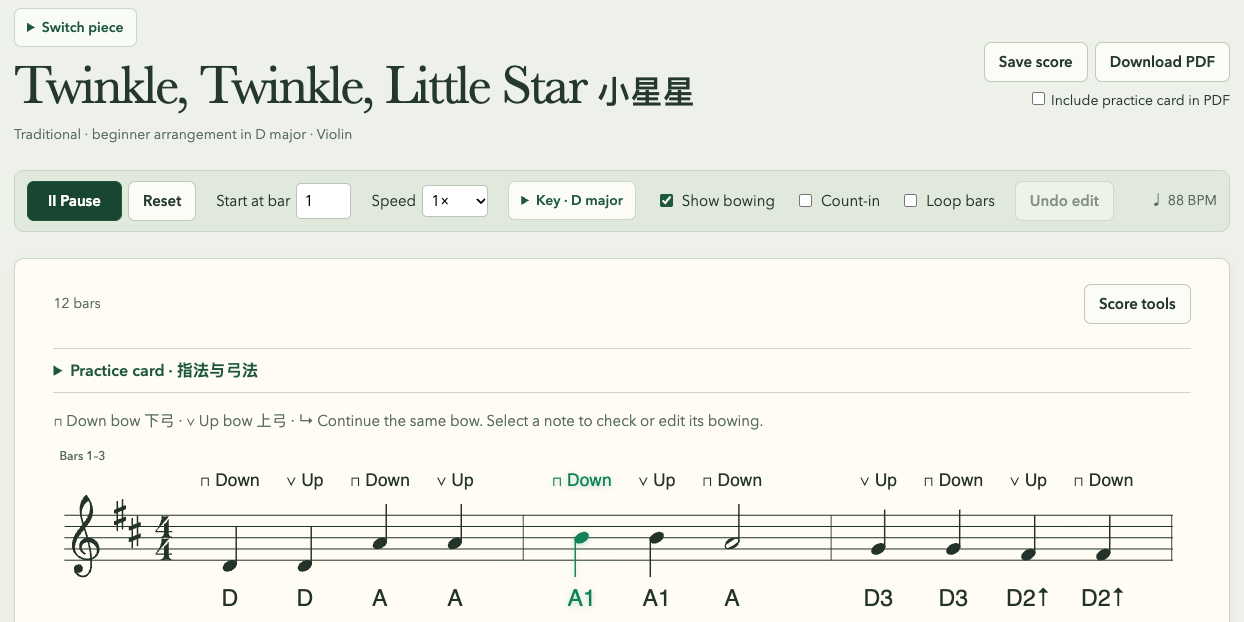 ▶ Switch piece
Twinkle, Twinkle, Little Star 小星星
Traditional · beginner arrangement in D major · Violin
Save score
Download PDF
Include practice card in PDF
II Pause
Reset
Start at bar 1
Speed 1×
▶ Key · D major
Show bowing
Count-in
Loop bars
Undo edit
♩ 88 BPM
12 bars
Score tools
▶ Practice card · 指法与弓法
⊓ Down bow 下弓 · ∨ Up bow 上弓 · ↪ Continue the same bow. Select a note to check or edit its bowing.
Bars 1–3
⊓ Down ∨ Up ⊓ Down ∨ Up ⊓ Down ∨ Up ⊓ Down ∨ Up ⊓ Down ∨ Up ⊓ Down
4
4
D D A A A1 A1 A D3 D3 D2↑ D2↑